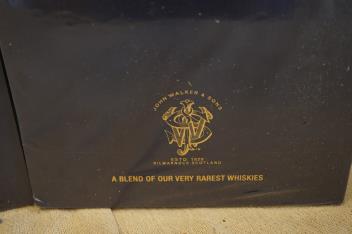 JOHN WALKER & SONS
ESTD. 1820
KILMARNOCK SCOTLAND
A BLEND OF OUR VERY RAREST WHISKIES